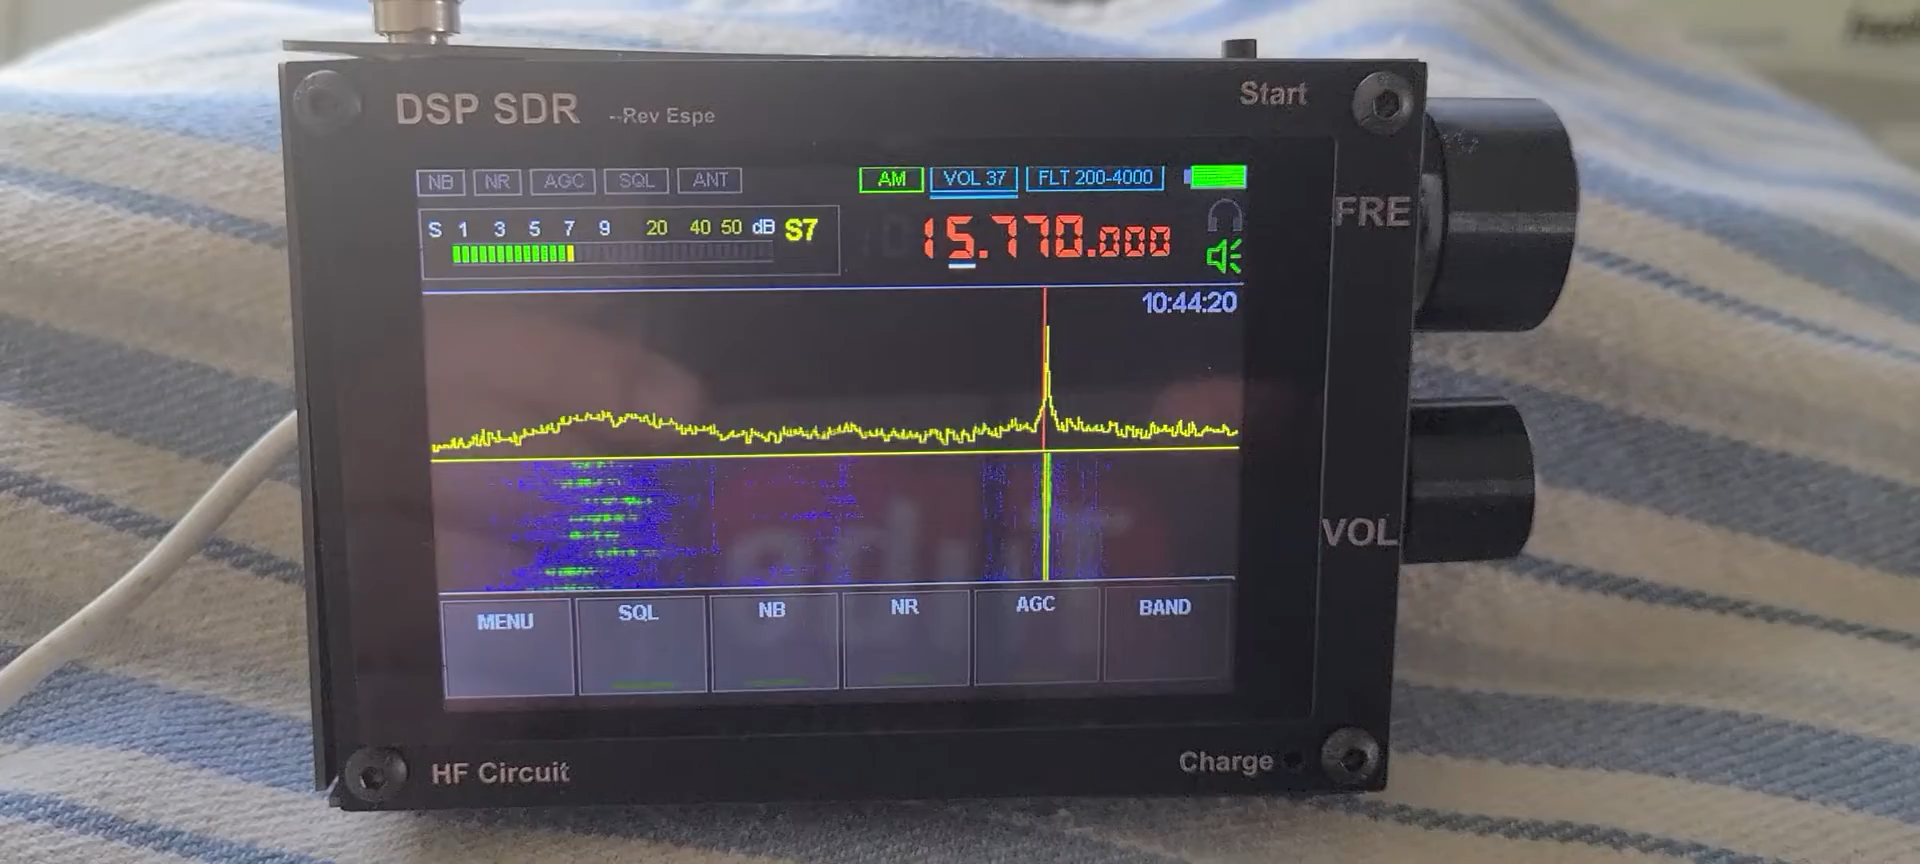 DSP SDR --Rev Espe
Start
NB NR AGC SQL ANT AM VOL 37 FLT 200-4000
S 1 3 5 7 9 20 40 50 dB S7
15.770.000
FRE
10:44:20
VOL
MENU SQL NB NR AGC BAND
HF Circuit
Charge